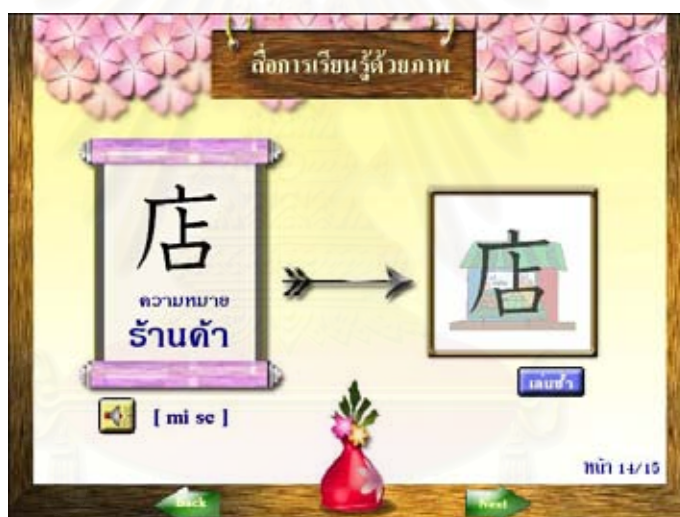 สื่อการเรียนรู้ด้วยภาพ
店
ความหมาย
ร้านค้า
店
เล่นซ้ำ
[ mi se ]
หน้า 14/15
Back
Next